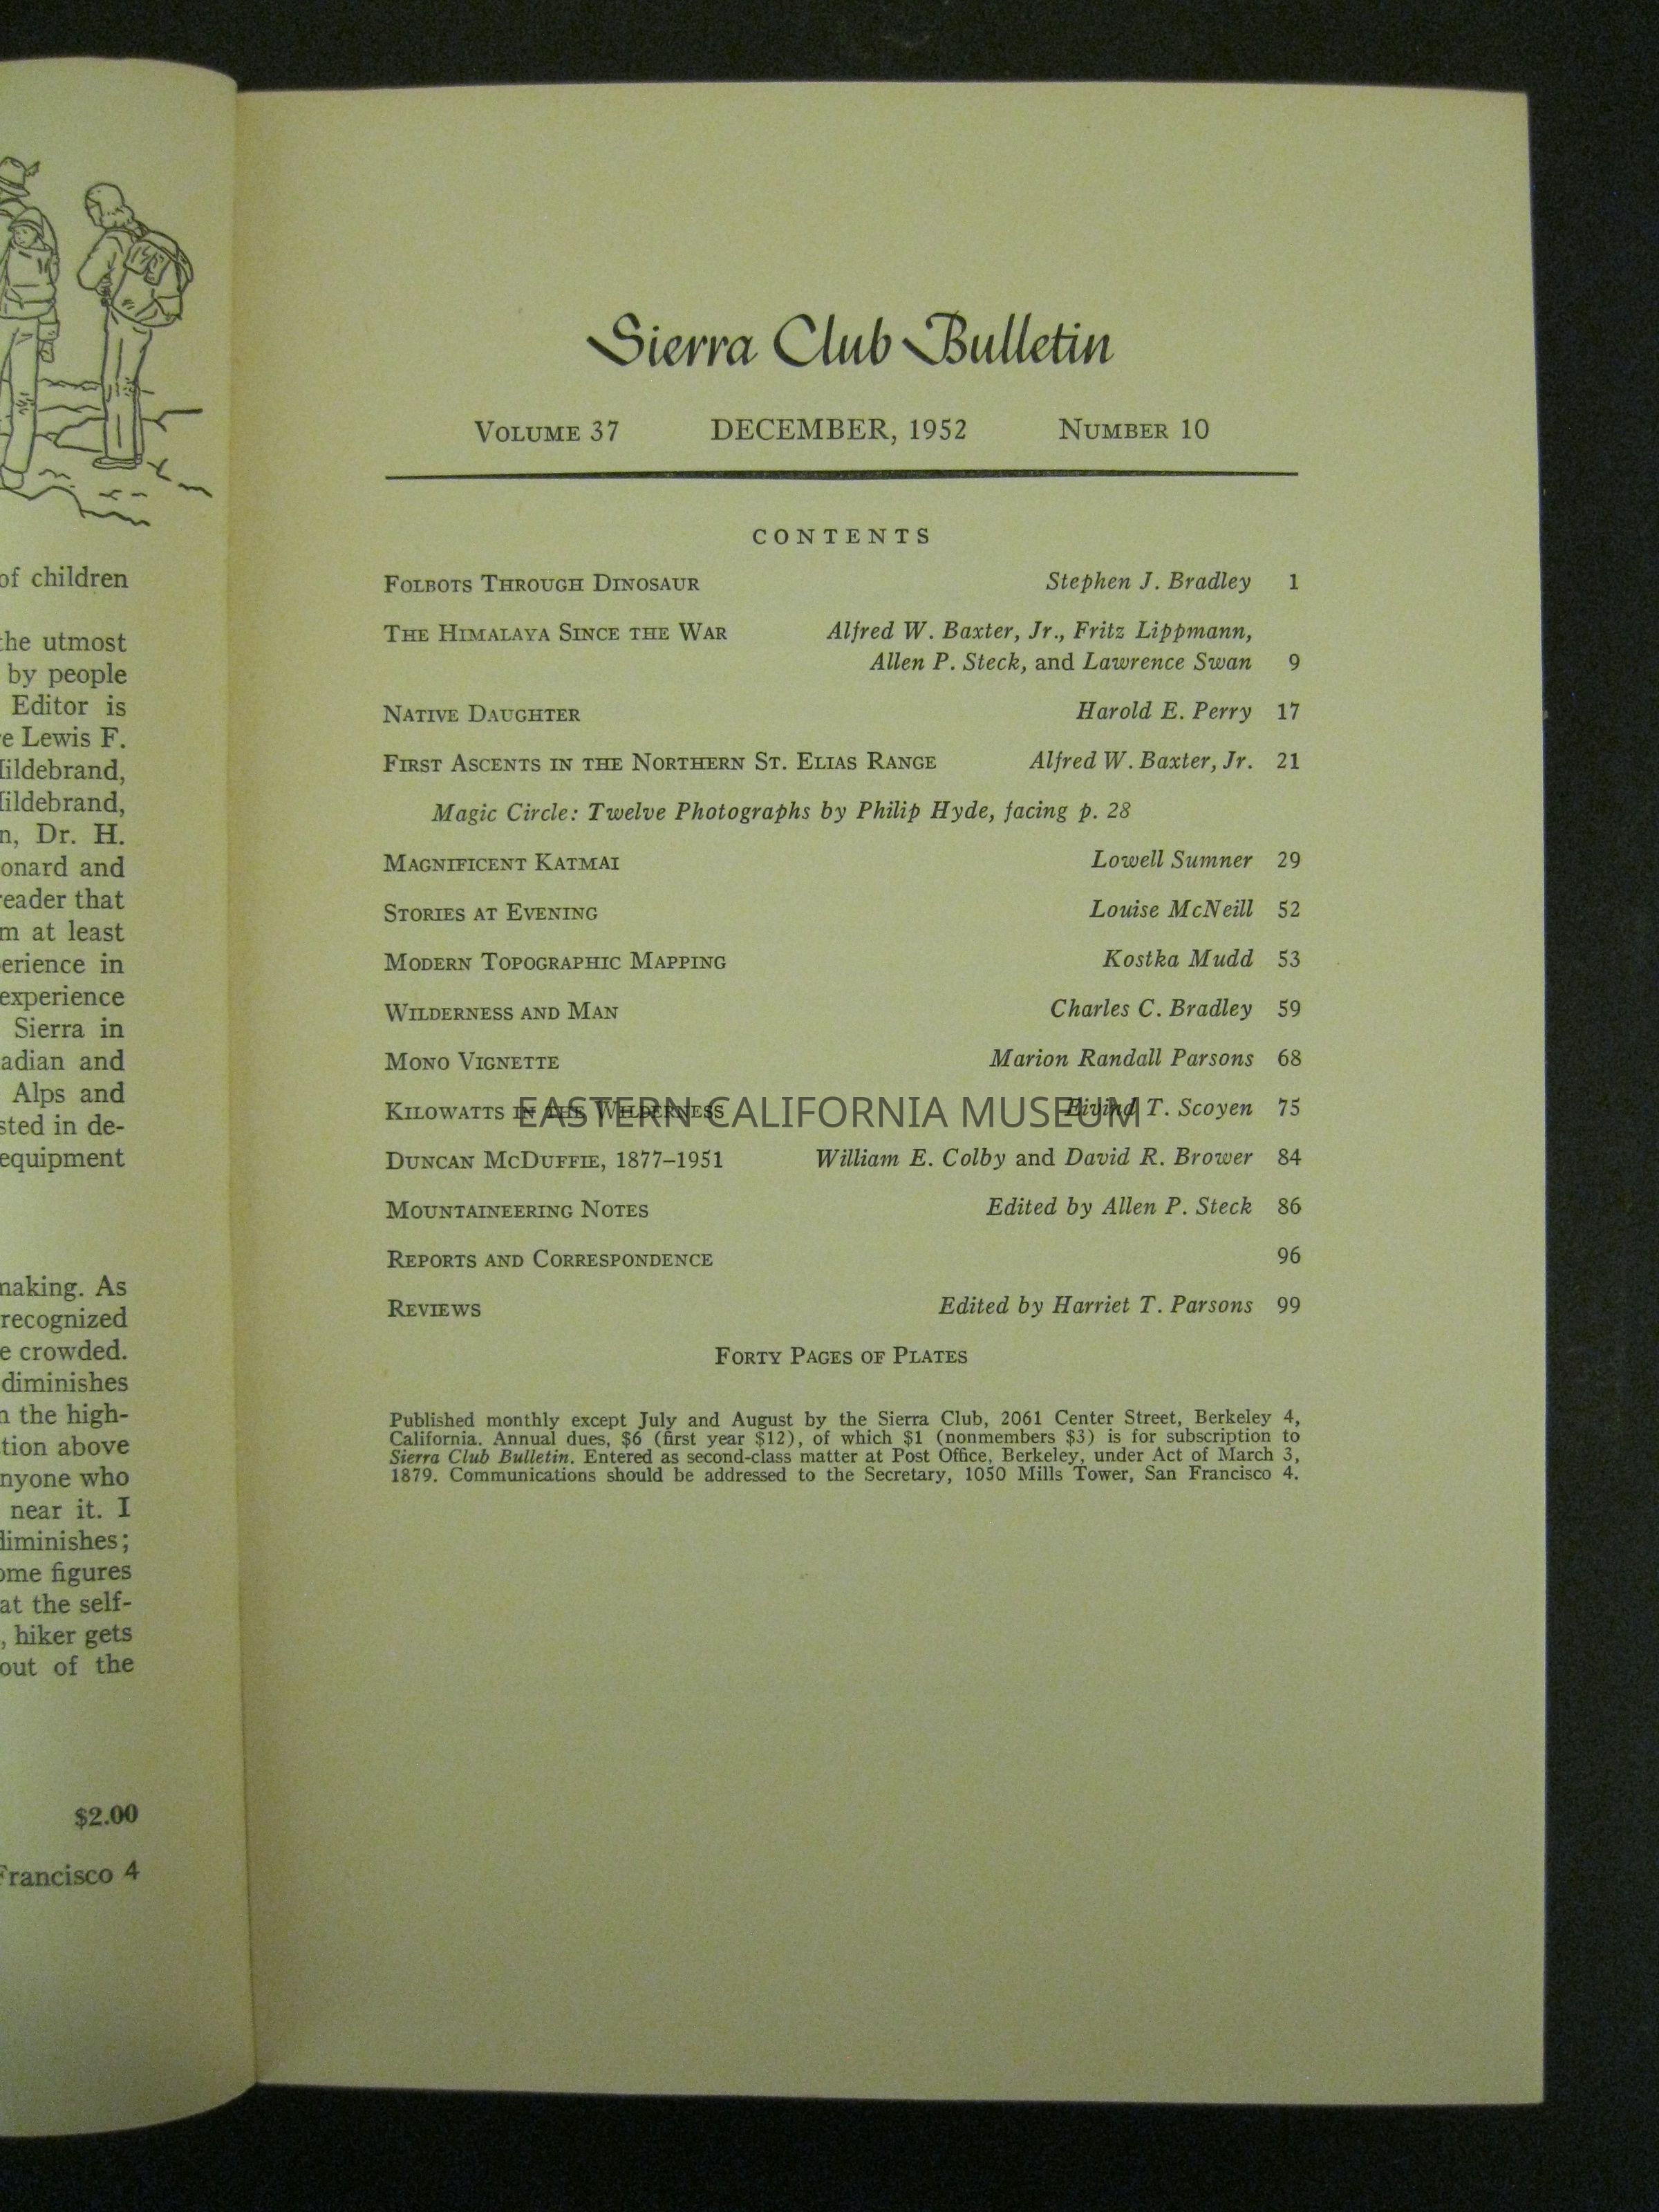 of children
the utmost
by people
Editor is
e Lewis F.
Hildebrand,
Hildebrand,
n, Dr. H.
onard and
reader that
m at least
erience in
experience
Sierra in
adian and
Alps and
sted in de-
equipment
making. As
recognized
e crowded.
diminishes
n the high-
tion above
nyone who
near it. I
diminishes;
ome figures
at the self-
, hiker gets
out of the
$2.00
Francisco 4
Sierra Club Bulletin
VOLUME 37 DECEMBER, 1952 NUMBER 10
CONTENTS
FOLBOTS THROUGH DINOSAUR Stephen J. Bradley 1
THE HIMALAYA SINCE THE WAR Alfred W. Baxter, Jr., Fritz Lippmann,
Allen P. Steck, and Lawrence Swan 9
NATIVE DAUGHTER Harold E. Perry 17
FIRST ASCENTS IN THE NORTHERN ST. ELIAS RANGE Alfred W. Baxter, Jr. 21
Magic Circle: Twelve Photographs by Philip Hyde, facing p. 28
MAGNIFICENT KATMAI Lowell Sumner 29
STORIES AT EVENING Louise McNeill 52
MODERN TOPOGRAPHIC MAPPING Kostka Mudd 53
WILDERNESS AND MAN Charles C. Bradley 59
MONO VIGNETTE Marion Randall Parsons 68
KILOWATTS IN THE WILDERNESS Eivind T. Scoyen 75
EASTERN CALIFORNIA MUSEUM
DUNCAN MCDUFFIE, 1877–1951 William E. Colby and David R. Brower 84
MOUNTAINEERING NOTES Edited by Allen P. Steck 86
REPORTS AND CORRESPONDENCE 96
REVIEWS Edited by Harriet T. Parsons 99
FORTY PAGES OF PLATES
Published monthly except July and August by the Sierra Club, 2061 Center Street, Berkeley 4,
California. Annual dues, $6 (first year $12), of which $1 (nonmembers $3) is for subscription to
Sierra Club Bulletin. Entered as second-class matter at Post Office, Berkeley, under Act of March 3,
1879. Communications should be addressed to the Secretary, 1050 Mills Tower, San Francisco 4.